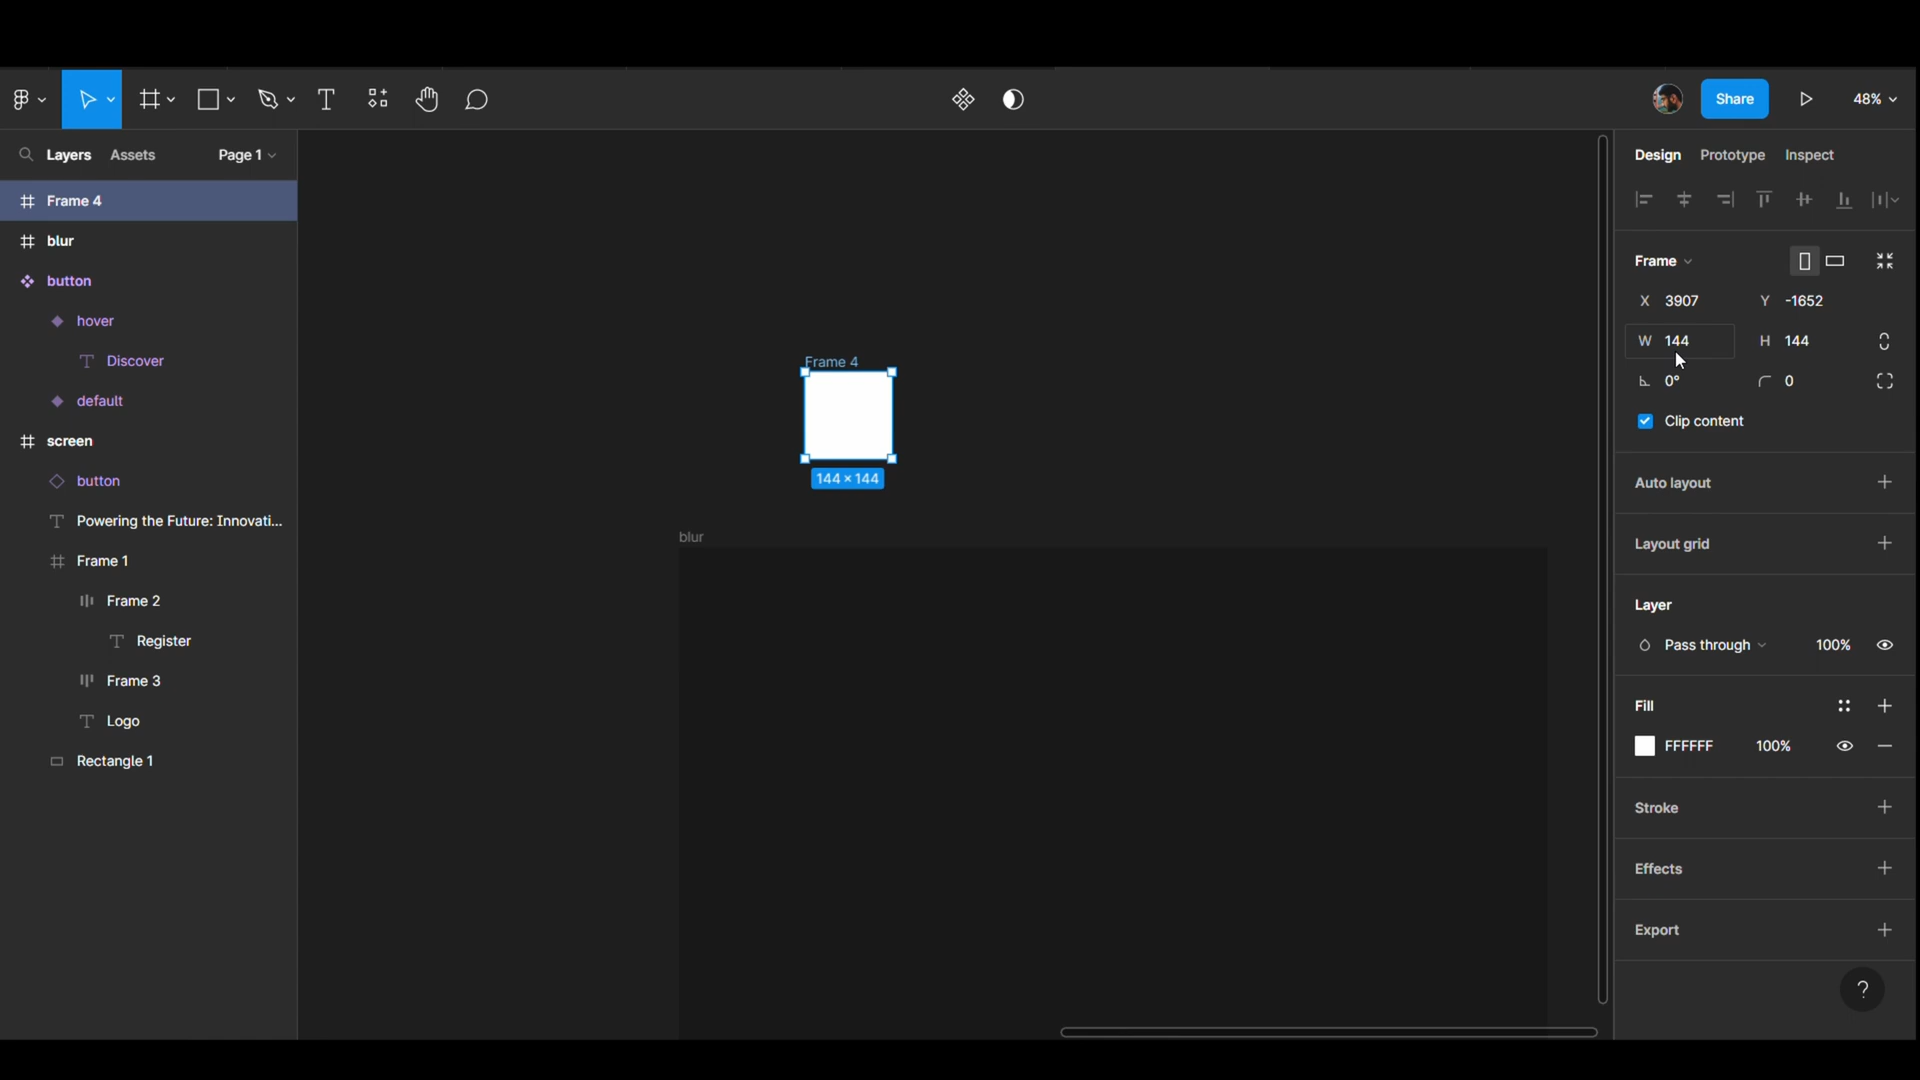 Share
48%
Layers Assets Page 1
Frame 4
blur
button
hover
Discover
default
screen
button
Powering the Future: Innovati...
Frame 1
Frame 2
Register
Frame 3
Logo
Rectangle 1
Frame 4
144 × 144
blur
Design Prototype Inspect
Frame
X 3907 Y -1652
W 144 H 144
0° 0
Clip content
Auto layout
Layout grid
Layer
Pass through 100%
Fill
FFFFFF 100%
Stroke
Effects
Export
?